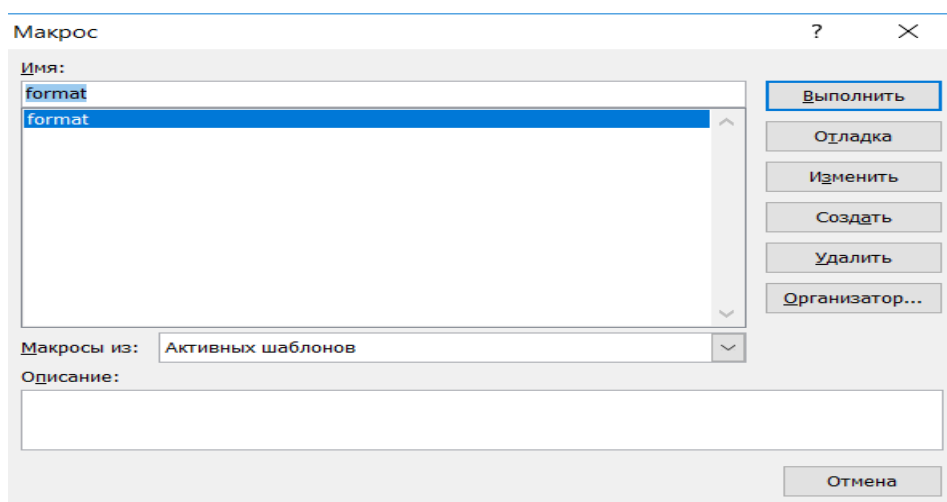 Макрос ?
Имя:
format
format
Выполнить
Отладка
Изменить
Создать
Удалить
Организатор...
Макросы из: Активных шаблонов
Описание:
Отмена